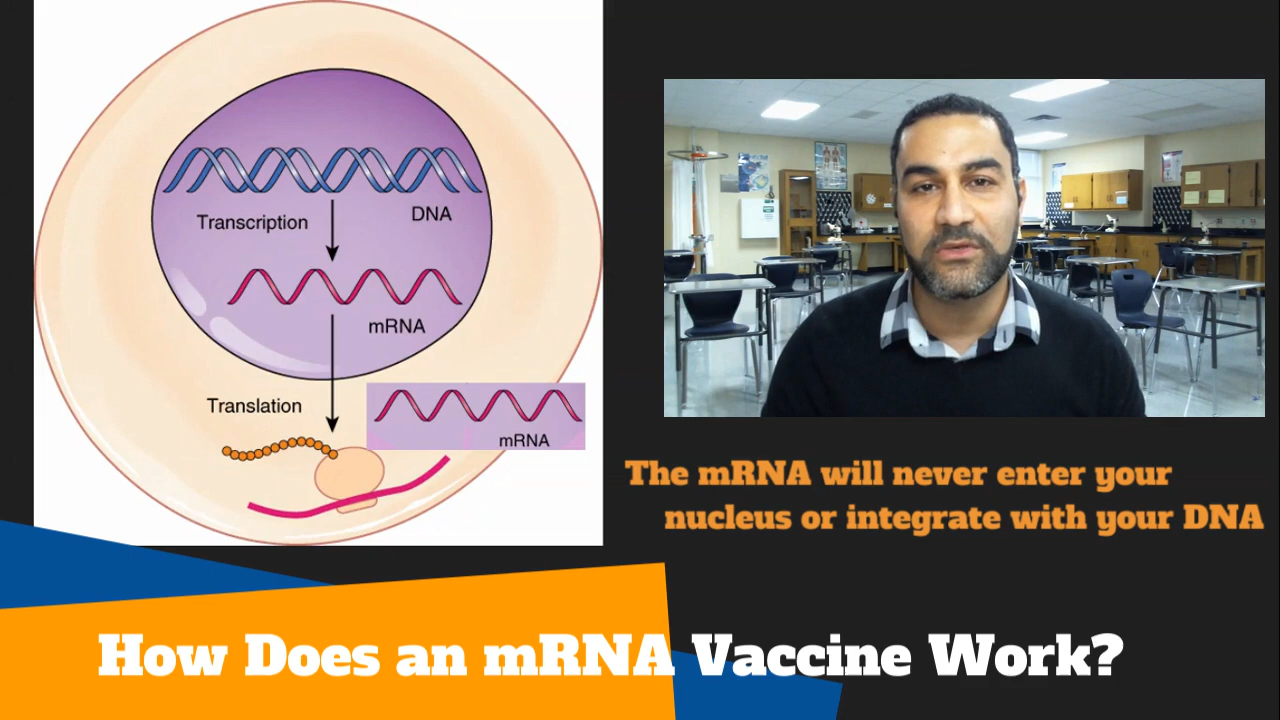 Transcription
DNA
mRNA
Translation
mRNA
The mRNA will never enter your
nucleus or integrate with your DNA
How Does an mRNA Vaccine Work?